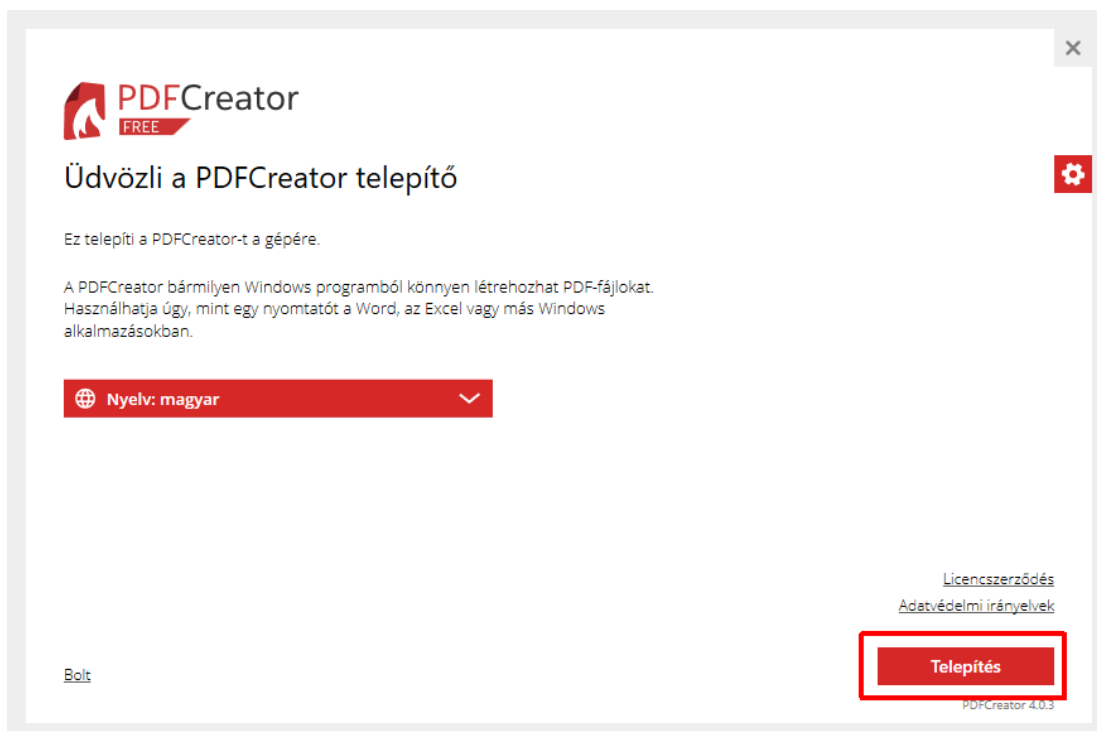 PDFCreator
FREE
Üdvözli a PDFCreator telepítő
Ez telepíti a PDFCreator-t a gépére.
A PDFCreator bármilyen Windows programból könnyen létrehozhat PDF-fájlokat.
Használhatja úgy, mint egy nyomtatót a Word, az Excel vagy más Windows
alkalmazásokban.
Nyelv: magyar
Licencszerződés
Adatvédelmi irányelvek
Bolt
Telepítés
PDFCreator 4.0.3